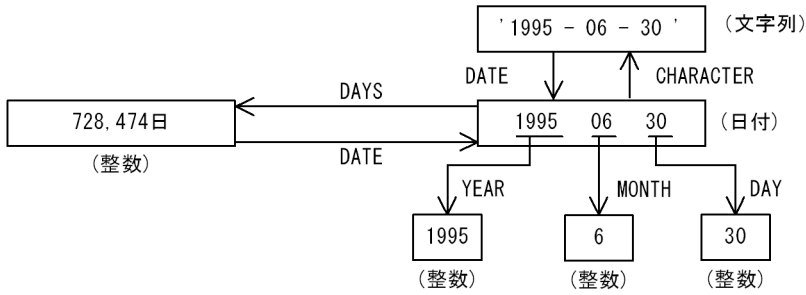 '1995-06-30'
(文字列)
DATE
CHARACTER
DAYS
728,474日
1995 06 30
(日付)
(整数)
DATE
YEAR
MONTH
DAY
1995
6
30
(整数)
(整数)
(整数)